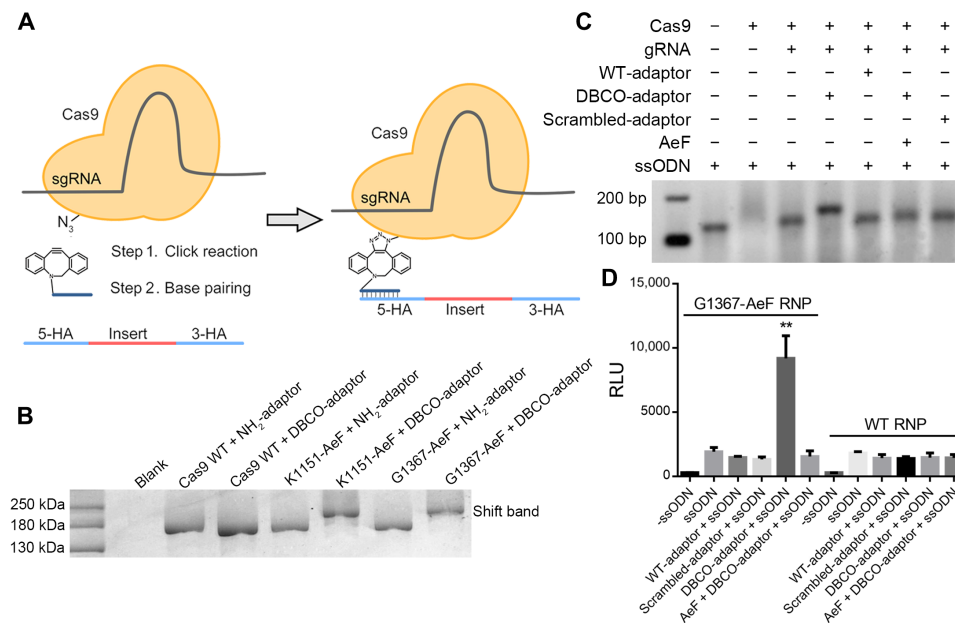 A
Cas9
sgRNA
N3
N
Step 1. Click reaction
Step 2. Base pairing
5-HA Insert 3-HA
Cas9
sgRNA
N N N
N
5-HA Insert 3-HA
B
Blank
Cas9 WT + NH2-adaptor
Cas9 WT + DBCO-adaptor
K1151-AeF + NH2-adaptor
K1151-AeF + DBCO-adaptor
G1367-AeF + NH2-adaptor
G1367-AeF + DBCO-adaptor
250 kDa
180 kDa
130 kDa
Shift band
C
Cas9 – + + + + + +
gRNA – – + + + + +
WT-adaptor – – – – + – –
DBCO-adaptor – – – + – + –
Scrambled-adaptor – – – – – – +
AeF – – – – – + –
ssODN + + + + + + +
200 bp
100 bp
D
15,000
10,000
5000
0
RLU
G1367-AeF RNP
**
WT RNP
-ssODN
ssODN
WT-adaptor + ssODN
Scrambled-adaptor + ssODN
DBCO-adaptor + ssODN
AeF + DBCO-adaptor + ssODN
-ssODN
ssODN
WT-adaptor + ssODN
Scrambled-adaptor + ssODN
DBCO-adaptor + ssODN
AeF + DBCO-adaptor + ssODN